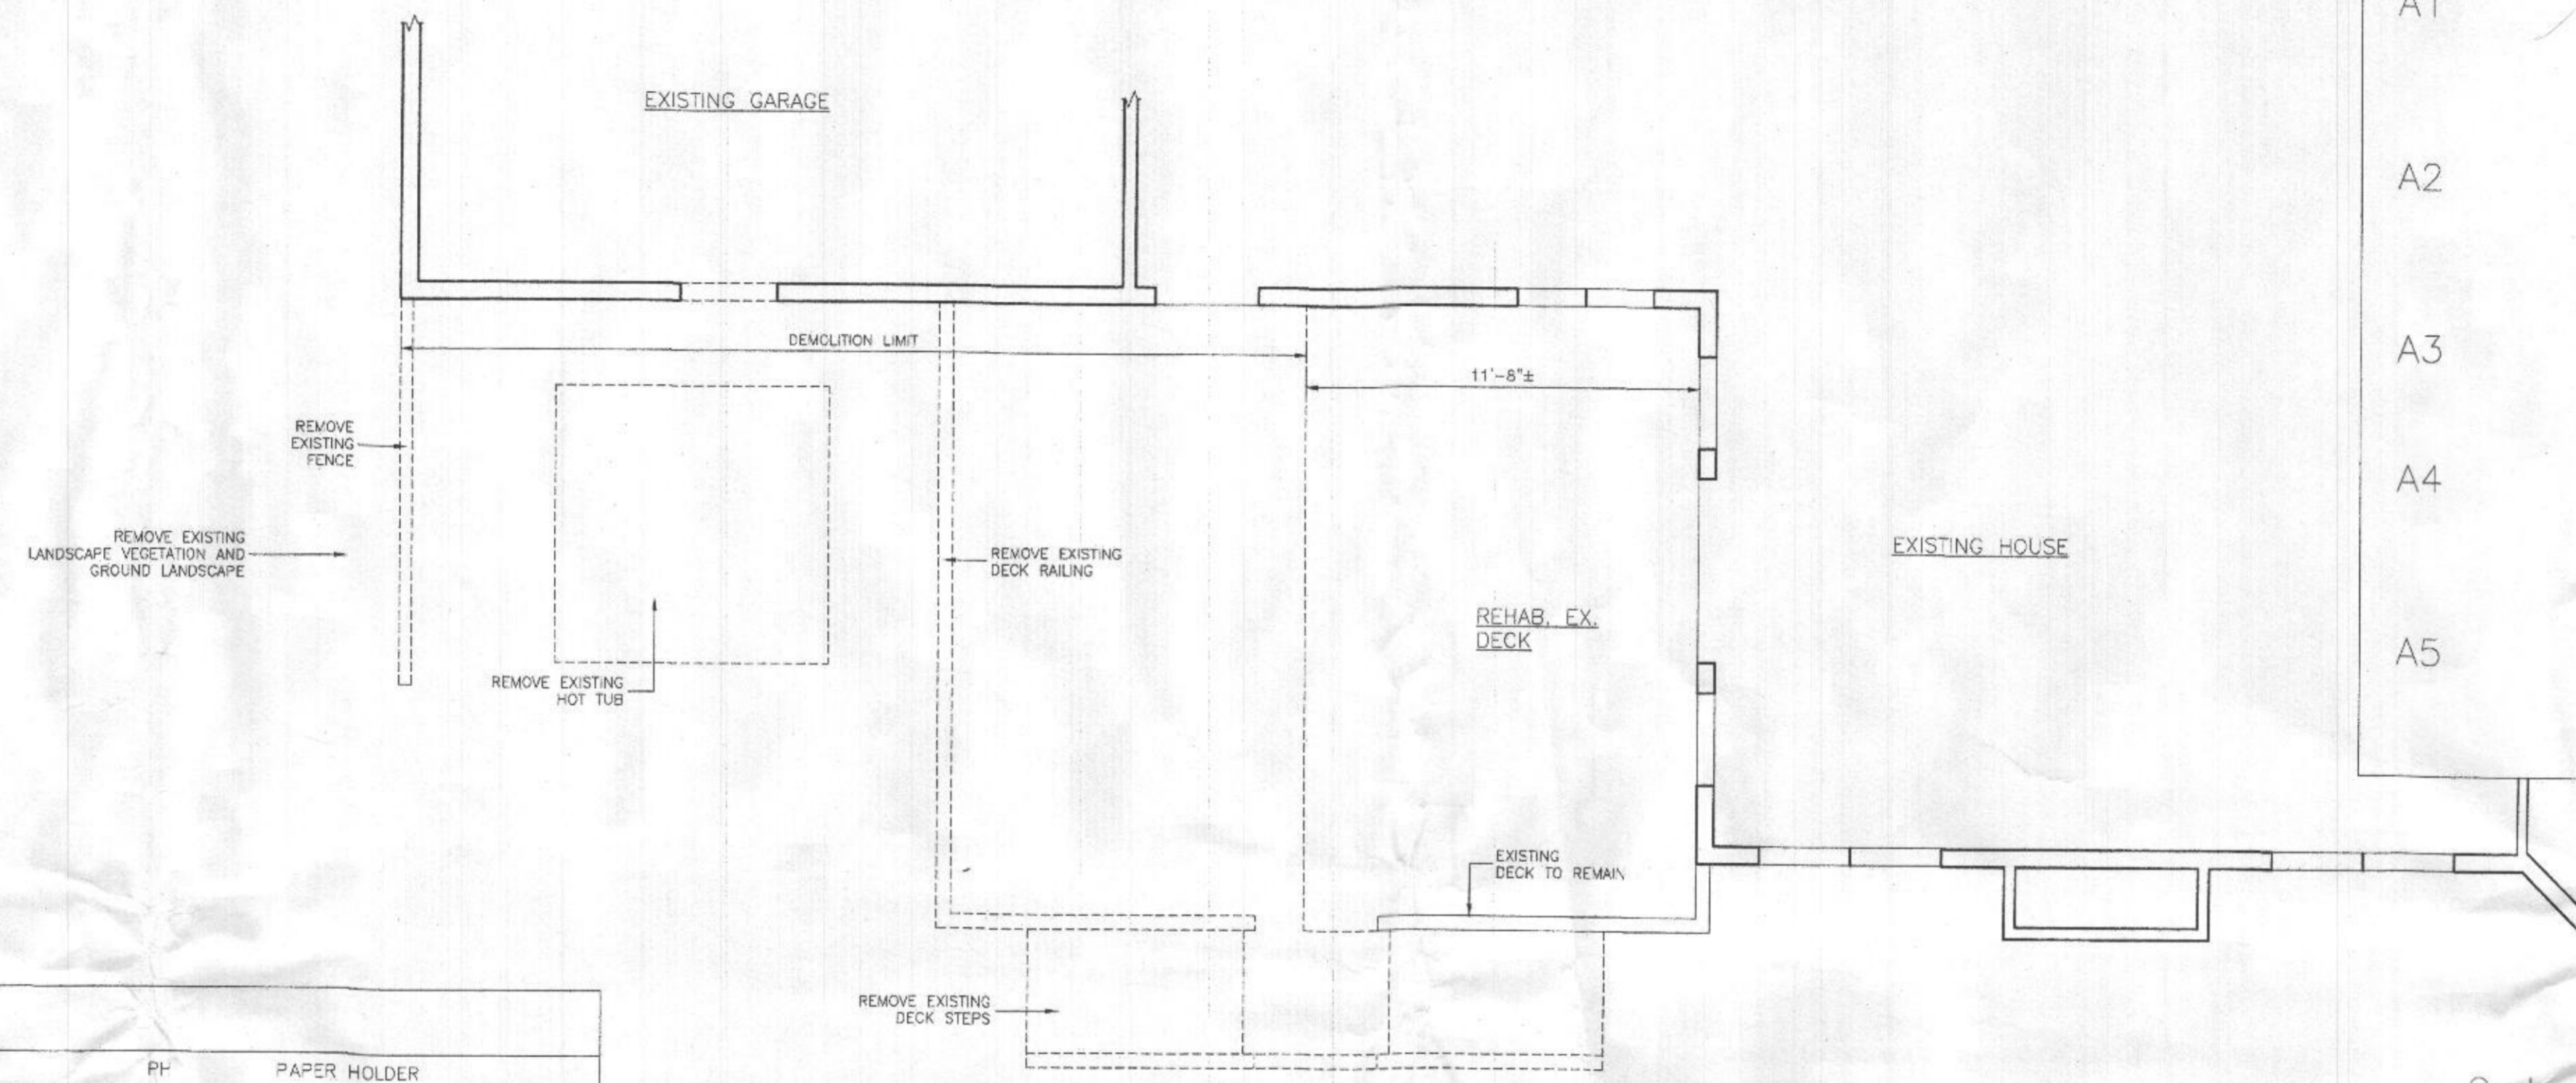 A1
EXISTING GARAGE
A2
DEMOLITION LIMIT
A3
11'-8"±
REMOVE
EXISTING
FENCE
A4
REMOVE EXISTING
LANDSCAPE VEGETATION AND
GROUND LANDSCAPE
REMOVE EXISTING
DECK RAILING
EXISTING HOUSE
REHAB. EX.
DECK
A5
REMOVE EXISTING
HOT TUB
EXISTING
DECK TO REMAIN
REMOVE EXISTING
DECK STEPS
PH PAPER HOLDER